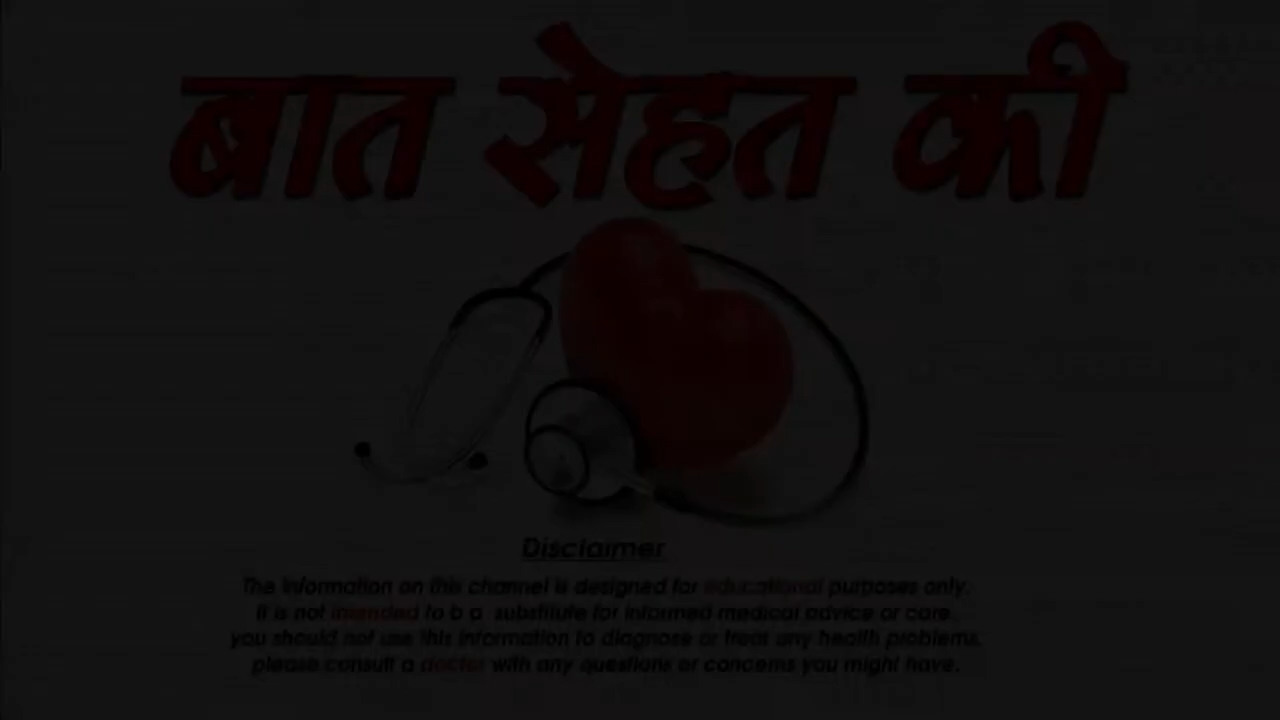 बात सेहत की
Disclaimer
The information on this channel is designed for educational purposes only.
it is not intended to b a substitute for informed medical advice or care.
you should not use this information to diagnose or treat any health problems.
please consult a doctor with any questions or concerns you might have.